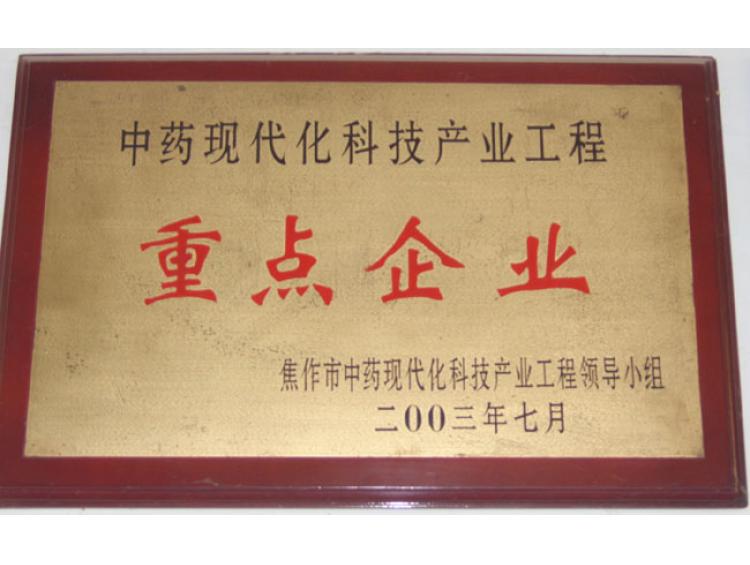 中药现代化科技产业工程
重点企业
焦作市中药现代化科技产业工程领导小组
二00三年七月